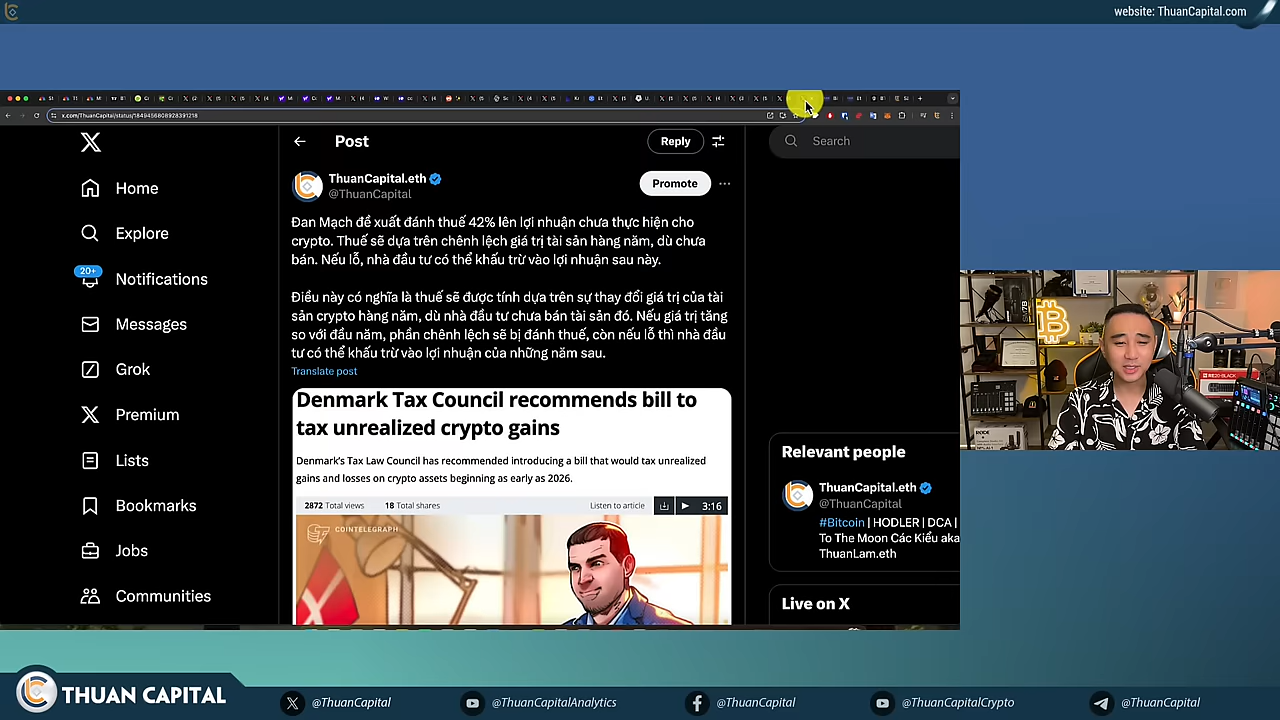 website: ThuanCapital.com
x.com/ThuanCapital/status/1849456808928391218
Post
Reply
Search
Home
Explore
20+
Notifications
Messages
Grok
Premium
Lists
Bookmarks
Jobs
Communities
ThuanCapital.eth
@ThuanCapital
Promote
Đan Mạch đề xuất đánh thuế 42% lên lợi nhuận chưa thực hiện cho
crypto. Thuế sẽ dựa trên chênh lệch giá trị tài sản hàng năm, dù chưa
bán. Nếu lỗ, nhà đầu tư có thể khấu trừ vào lợi nhuận sau này.
Điều này có nghĩa là thuế sẽ được tính dựa trên sự thay đổi giá trị của tài
sản crypto hàng năm, dù nhà đầu tư chưa bán tài sản đó. Nếu giá trị tăng
so với đầu năm, phần chênh lệch sẽ bị đánh thuế, còn nếu lỗ thì nhà đầu
tư có thể khấu trừ vào lợi nhuận của những năm sau.
Translate post
Denmark Tax Council recommends bill to
tax unrealized crypto gains
Denmark's Tax Law Council has recommended introducing a bill that would tax unrealized
gains and losses on crypto assets beginning as early as 2026.
2872 Total views 18 Total shares Listen to article 3:16
COINTELEGRAPH
Relevant people
ThuanCapital.eth
@ThuanCapital
#Bitcoin | HODLER | DCA |
To The Moon Các Kiểu aka
ThuanLam.eth
Live on X
RE20-BLACK
RODE
THUAN CAPITAL
@ThuanCapital
@ThuanCapitalAnalytics
@ThuanCapital
@ThuanCapitalCrypto
@ThuanCapital